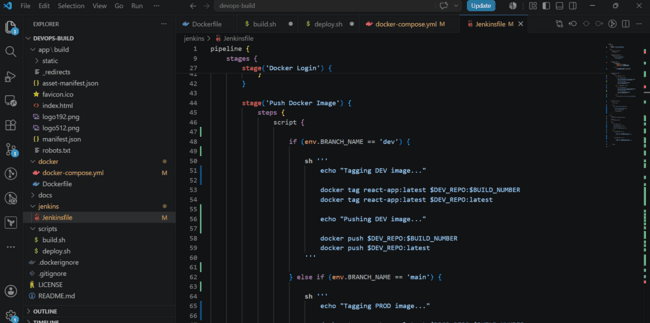 File Edit Selection View Go Run ...
devops-build
Update
EXPLORER
DEVOPS-BUILD
app\build
static
_redirects
asset-manifest.json
favicon.ico
index.html
logo192.png
logo512.png
manifest.json
robots.txt
docker
docker-compose.yml M
Dockerfile
docs
jenkins
Jenkinsfile M
scripts
build.sh
deploy.sh
.dockerignore
.gitignore
LICENSE
README.md
OUTLINE
TIMELINE
Dockerfile
build.sh
deploy.sh
docker-compose.yml M
Jenkinsfile M
jenkins > Jenkinsfile
1 pipeline {
6 stages {
27 stage('Docker Login') {
41 }
42 }
43
44 stage('Push Docker Image') {
45 steps {
46 script {
47
48 if (env.BRANCH_NAME == 'dev') {
49
50 sh '''
51 echo "Tagging DEV image..."
52
53 docker tag react-app:latest $DEV_REPO:$BUILD_NUMBER
54 docker tag react-app:latest $DEV_REPO:latest
55
56 echo "Pushing DEV image..."
57
58 docker push $DEV_REPO:$BUILD_NUMBER
59 docker push $DEV_REPO:latest
60 '''
61
62 } else if (env.BRANCH_NAME == 'main') {
63
64 sh '''
65 echo "Tagging PROD image..."
66